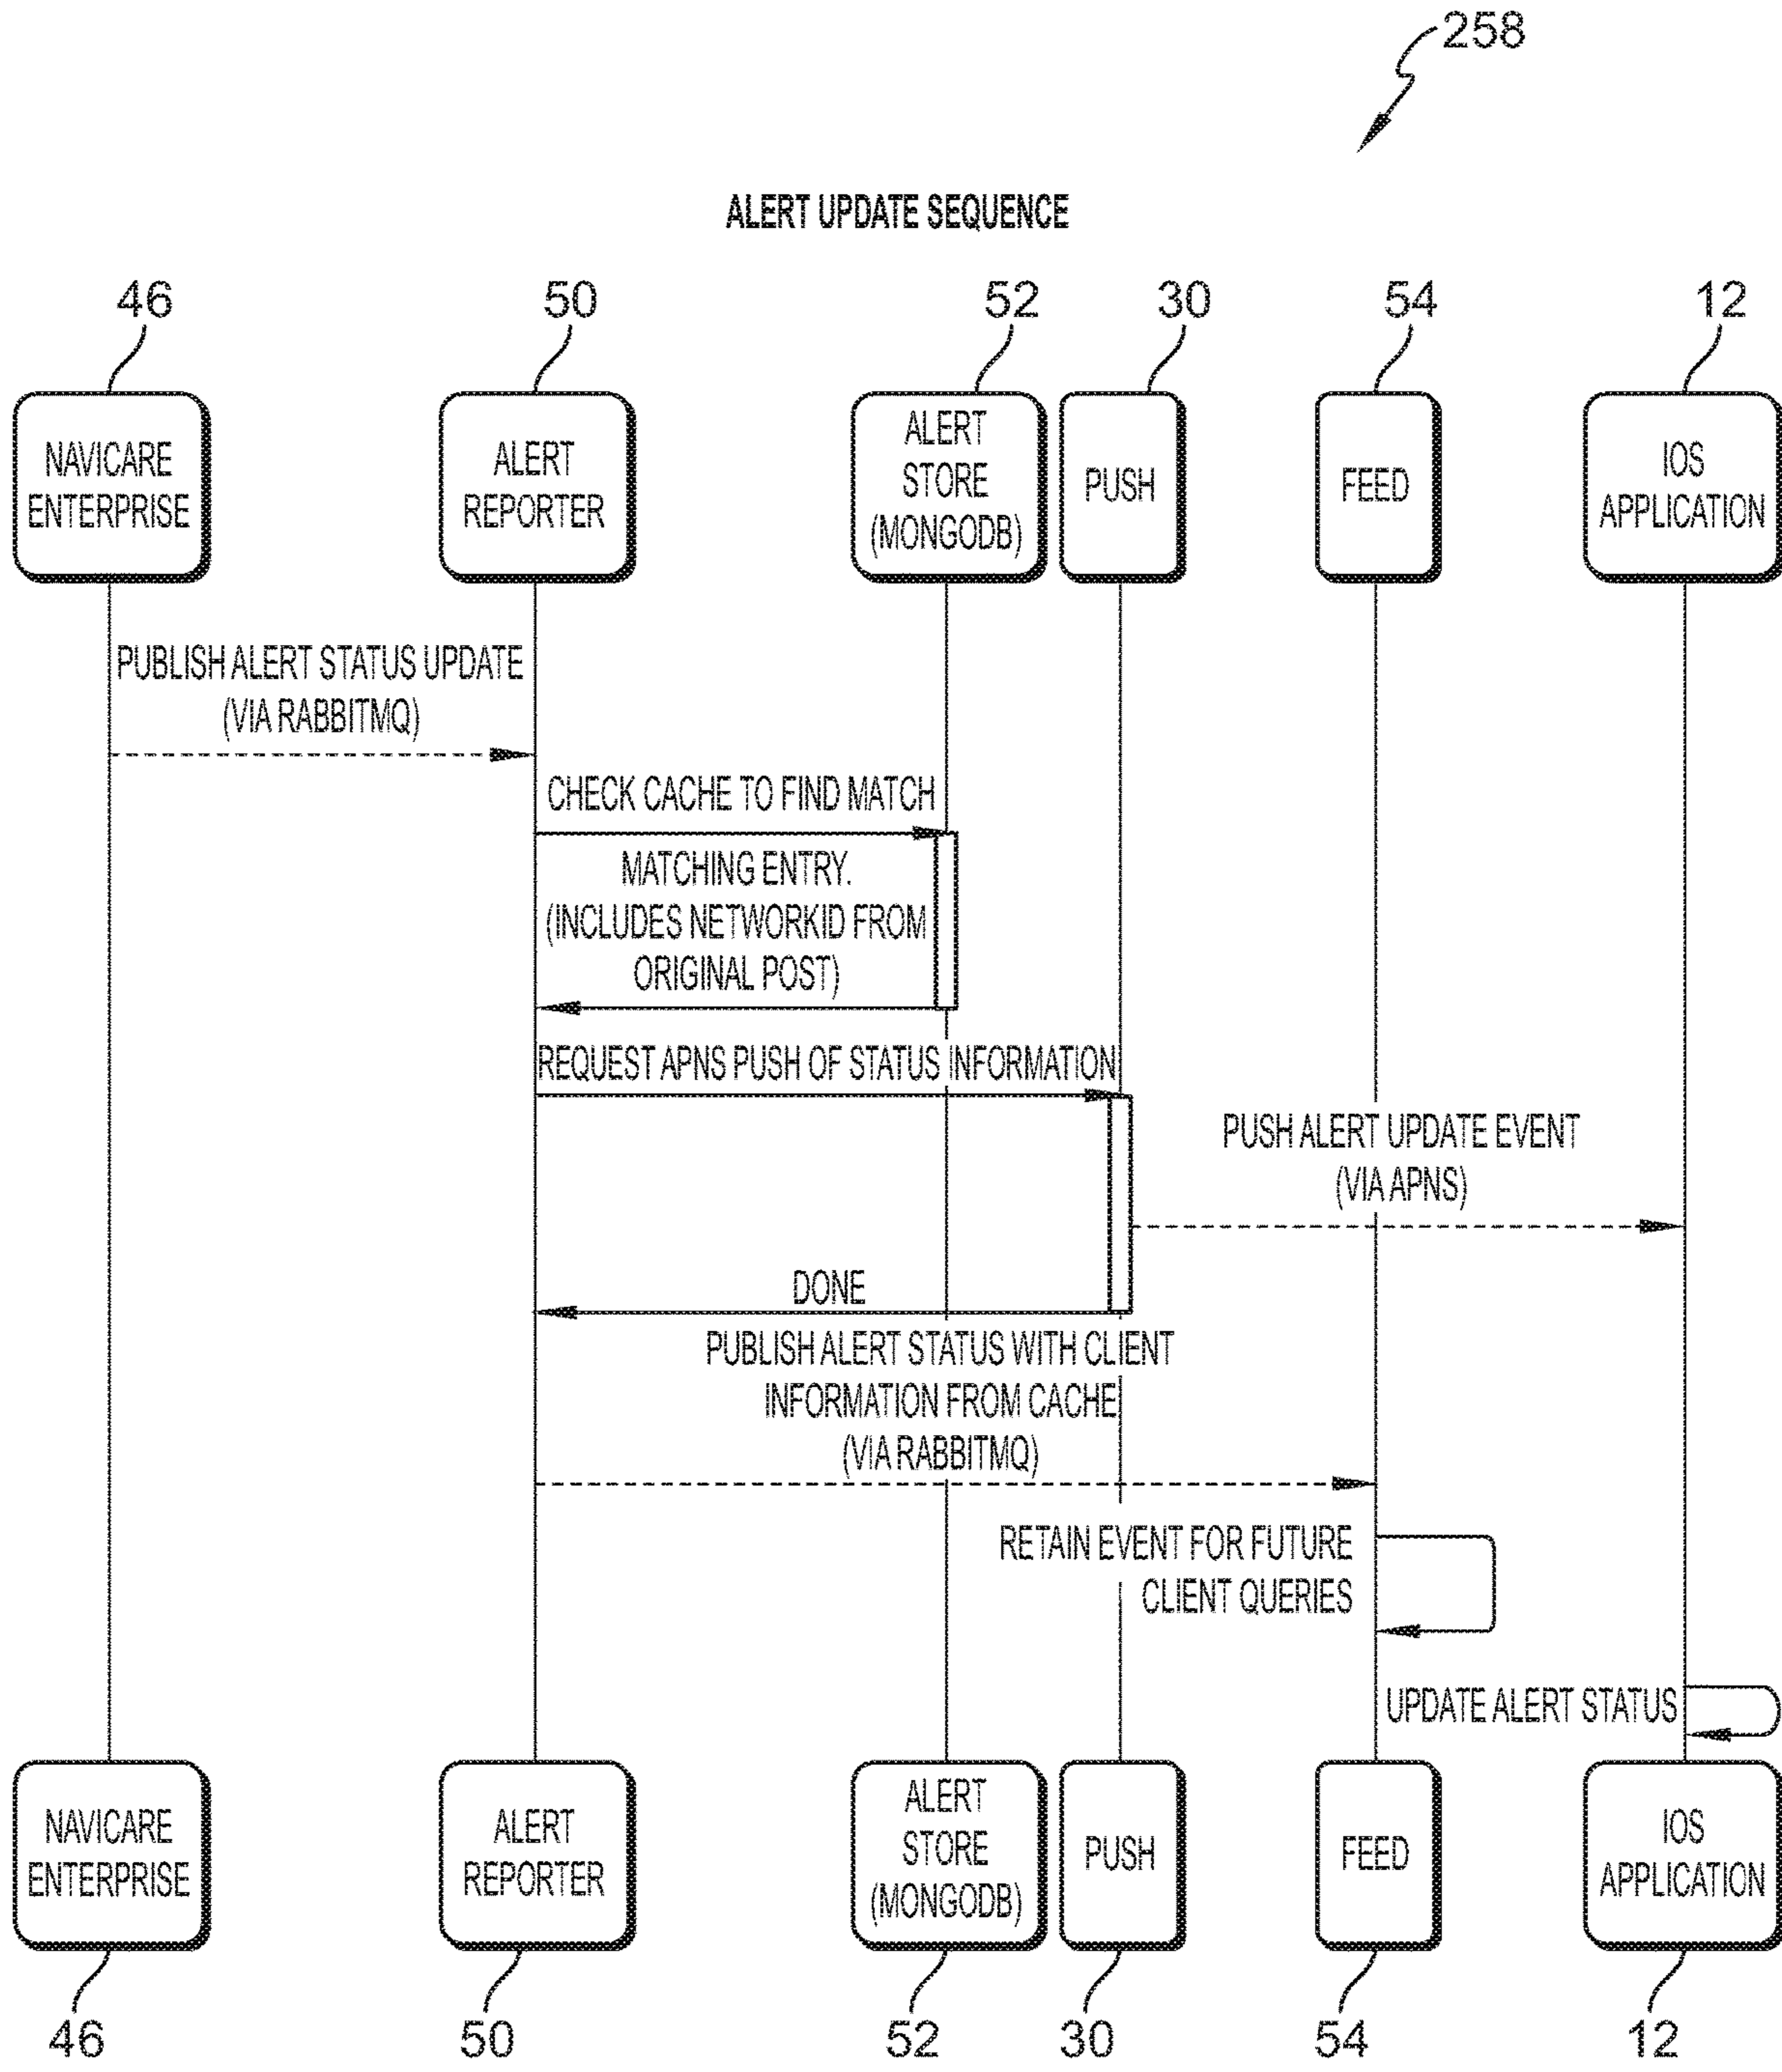 258
ALERT UPDATE SEQUENCE
46
50
52
30
54
12
NAVICARE
ENTERPRISE
ALERT
REPORTER
ALERT
STORE
(MONGODB)
PUSH
FEED
IOS
APPLICATION
PUBLISH ALERT STATUS UPDATE
(VIA RABBITMQ)
CHECK CACHE TO FIND MATCH
MATCHING ENTRY.
(INCLUDES NETWORKID FROM
ORIGINAL POST)
REQUEST APNS PUSH OF STATUS INFORMATION
PUSH ALERT UPDATE EVENT
(VIA APNS)
DONE
PUBLISH ALERT STATUS WITH CLIENT
INFORMATION FROM CACHE
(VIA RABBITMQ)
RETAIN EVENT FOR FUTURE
CLIENT QUERIES
UPDATE ALERT STATUS
NAVICARE
ENTERPRISE
ALERT
REPORTER
ALERT
STORE
(MONGODB)
PUSH
FEED
IOS
APPLICATION
46
50
52
30
54
12